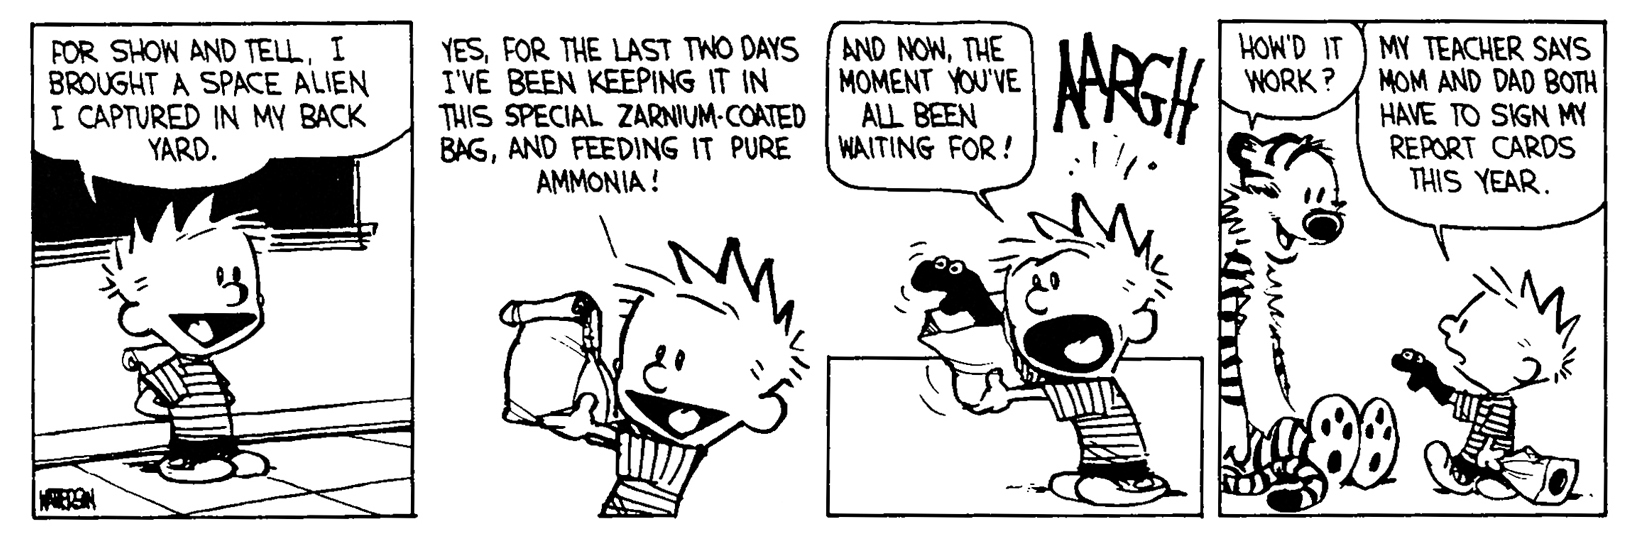 FOR SHOW AND TELL, I
BROUGHT A SPACE ALIEN
I CAPTURED IN MY BACK
YARD.
WATTERSON
YES, FOR THE LAST TWO DAYS
I'VE BEEN KEEPING IT IN
THIS SPECIAL ZARNIUM-COATED
BAG, AND FEEDING IT PURE
AMMONIA!
AND NOW, THE
MOMENT YOU'VE
ALL BEEN
WAITING FOR!
AARGH
HOW'D IT
WORK?
MY TEACHER SAYS
MOM AND DAD BOTH
HAVE TO SIGN MY
REPORT CARDS
THIS YEAR.